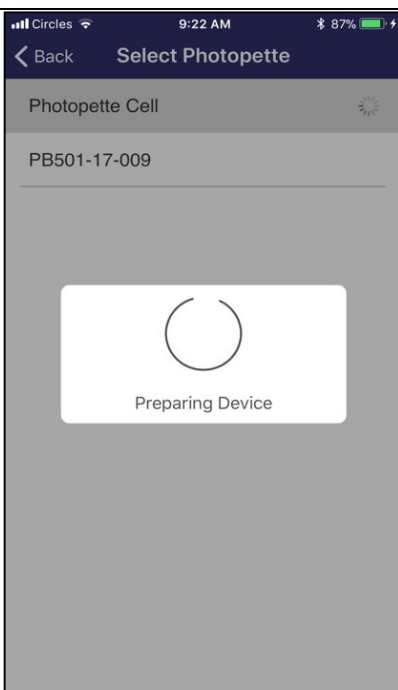 Circles 9:22 AM 87%
Back Select Photopette
Photopette Cell
PB501-17-009
Preparing Device